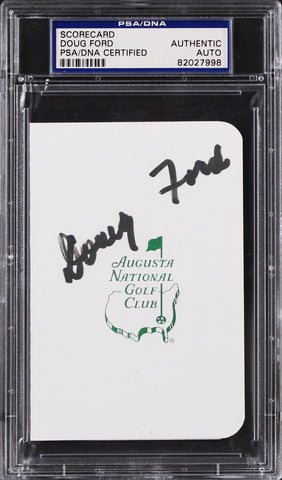 PSA/DNA
SCORECARD
DOUG FORD
PSA/DNA CERTIFIED
AUTHENTIC
AUTO
82027998
Doug Ford
AUGUSTA
NATIONAL
GOLF
CLUB
®